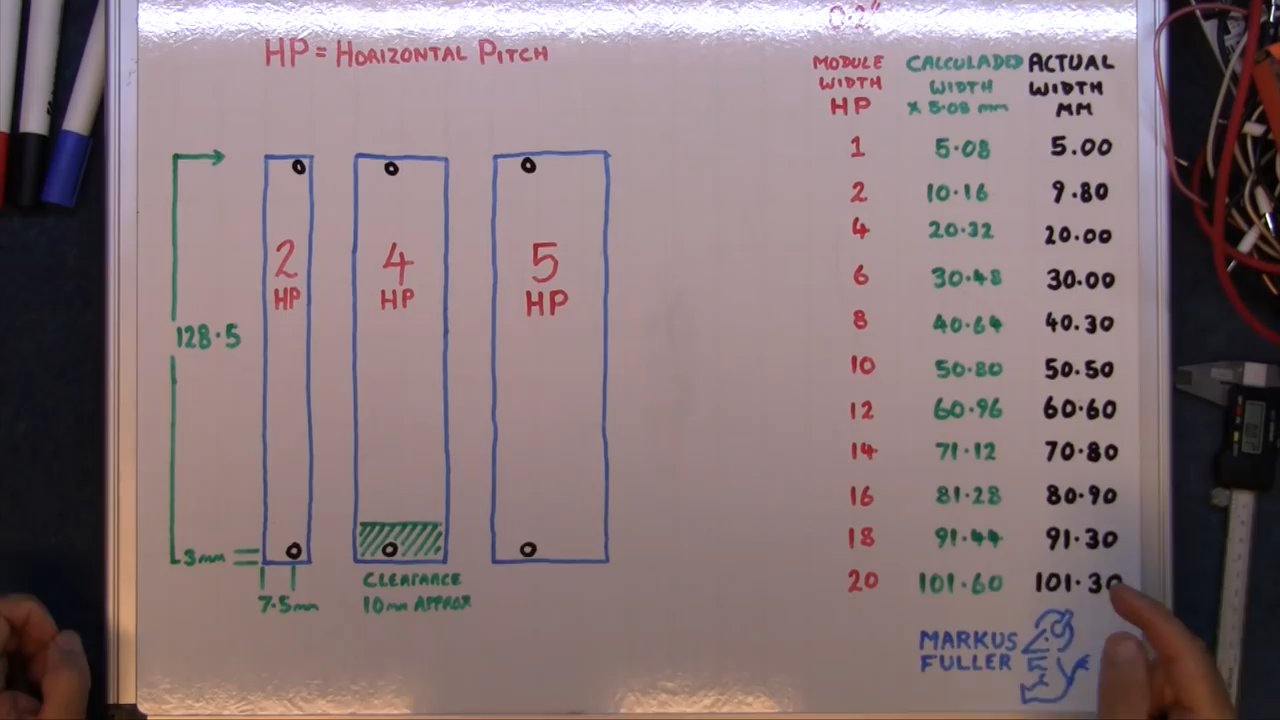 0.2"
HP = HORIZONTAL PITCH
MODULE WIDTH HP CALCULADED WIDTH X 5.08 mm ACTUAL WIDTH MM
1 5.08 5.00
2 10.16 9.80
4 20.32 20.00
6 30.48 30.00
8 40.64 40.30
10 50.80 50.50
12 60.96 60.60
14 71.12 70.80
16 81.28 80.90
18 91.44 91.30
20 101.60 101.30
2 HP
4 HP
5 HP
128.5
3mm
7.5mm
CLEARANCE
10mm APPROX
MARKUS
FULLER